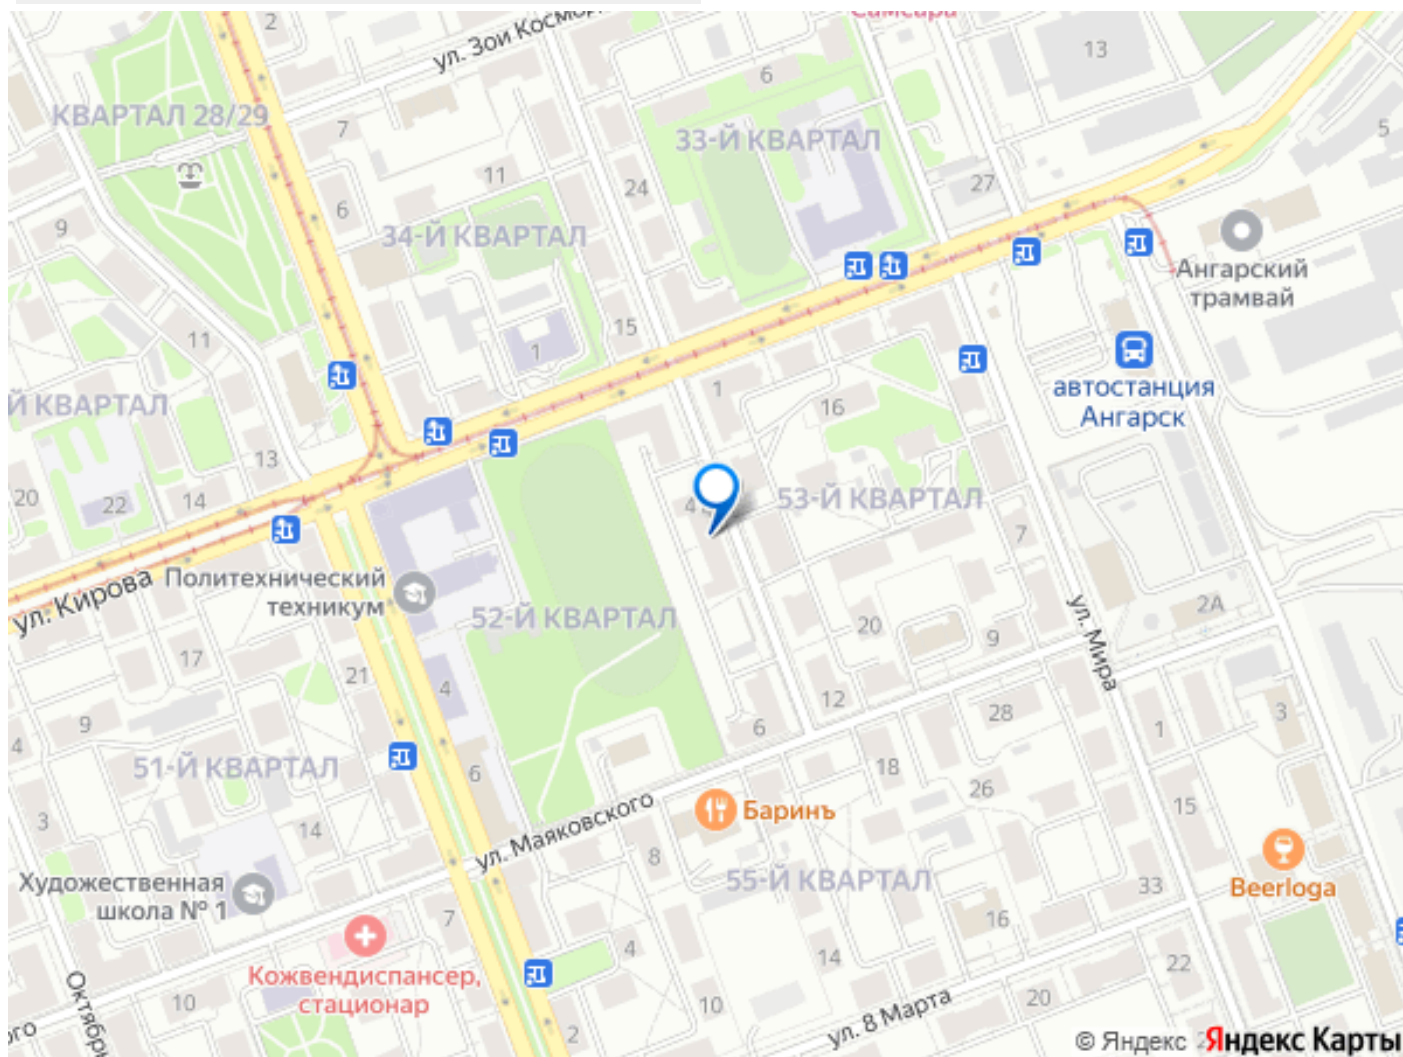 2
ул. Зои Космод
Самсара
13
6
КВАРТАЛ 28/29
7
33-Й КВАРТАЛ
5
11
24
27
6
9
34-Й КВАРТАЛ
Ангарский
трамвай
15
11
1
автостанция
Ангарск
1
16
Й КВАРТАЛ
13
20
22
14
4
53-Й КВАРТАЛ
7
ул. Кирова
Политехнический
техникум
52-Й КВАРТАЛ
ул. Мира
2А
20
9
17
21
4
12
6
28
1
3
9
4
51-Й КВАРТАЛ
6
18
26
15
3
14
ул. Маяковского
Баринъ
8
55-Й КВАРТАЛ
33
Beerloga
Художественная
школа № 1
7
16
4
14
22
Кожвендиспансер,
стационар
Октябрь
10
10
20
ого
2
ул. 8 Марта
© Яндекс
Яндекс Карты